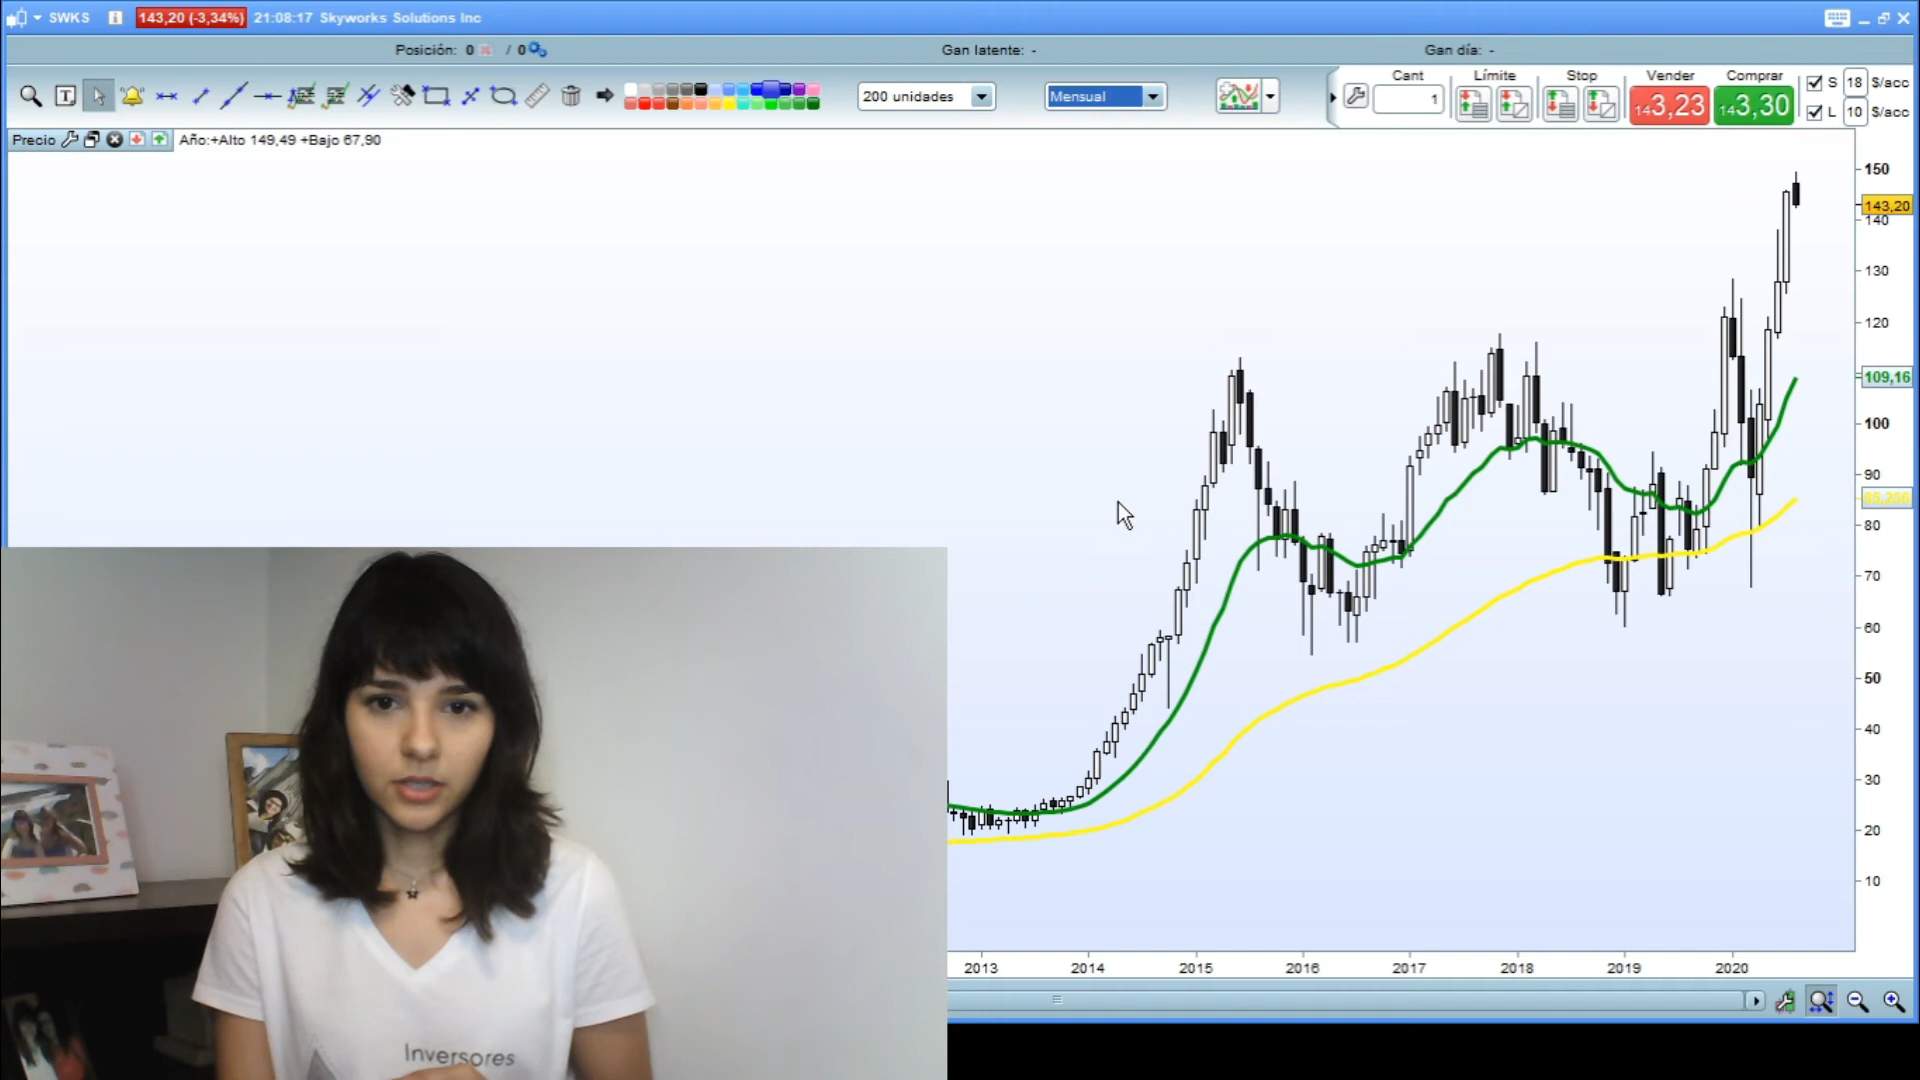 SWKS 143,20 (-3,34%) 21:08:17 Skyworks Solutions Inc
Posición: 0 / 0 Gan latente: - Gan día: -
200 unidades Mensual
Cant Límite Stop Vender Comprar
1 143,23 143,30
S 18 $/acc
L 10 $/acc
Precio Año:+Alto 149,49 +Bajo 67,90
150
143,20
140
130
120
109,16
100
90
80
70
60
50
40
30
20
10
2013 2014 2015 2016 2017 2018 2019 2020
Inversores